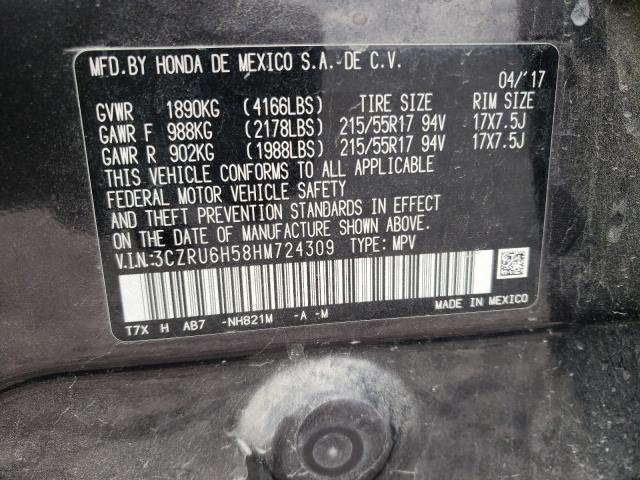 MFD. BY HONDA DE MEXICO S.A. DE C.V.
04/'17
GVWR 1890KG (4166LBS) TIRE SIZE RIM SIZE
GAWR F 988KG (2178LBS) 215/55R17 94V 17X7.5J
GAWR R 902KG (1988LBS) 215/55R17 94V 17X7.5J
THIS VEHICLE CONFORMS TO ALL APPLICABLE
FEDERAL MOTOR VEHICLE SAFETY
AND THEFT PREVENTION STANDARDS IN EFFECT
ON THE DATE OF MANUFACTURE SHOWN ABOVE.
V.I.N.:3CZRU6H58HM724309 TYPE: MPV
MADE IN MEXICO
T7X H AB7 -NH821M -A -M